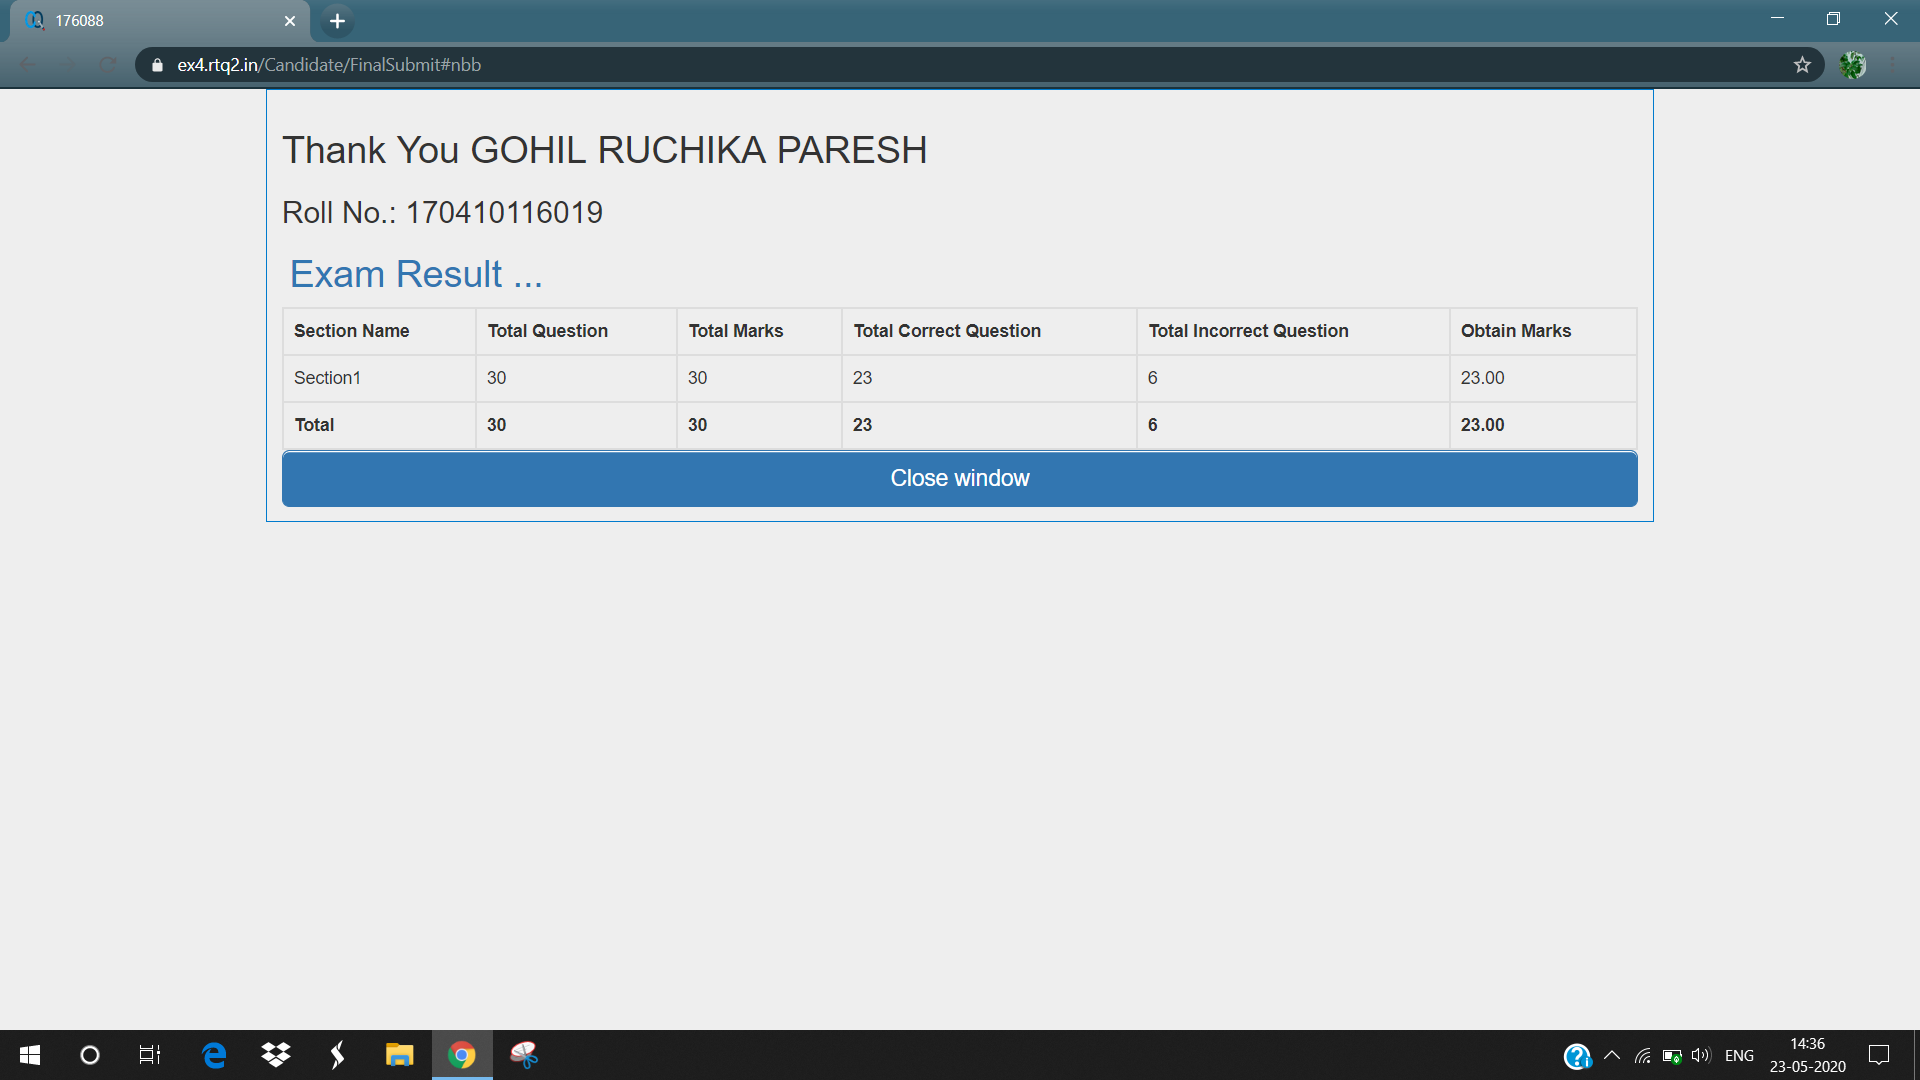 176088
ex4.rtq2.in/Candidate/FinalSubmit#nbb
Thank You GOHIL RUCHIKA PARESH
Roll No.: 170410116019
Exam Result ...
Section Name Total Question Total Marks Total Correct Question Total Incorrect Question Obtain Marks
Section1 30 30 23 6 23.00
Total 30 30 23 6 23.00
Close window
ENG
14:36
23-05-2020